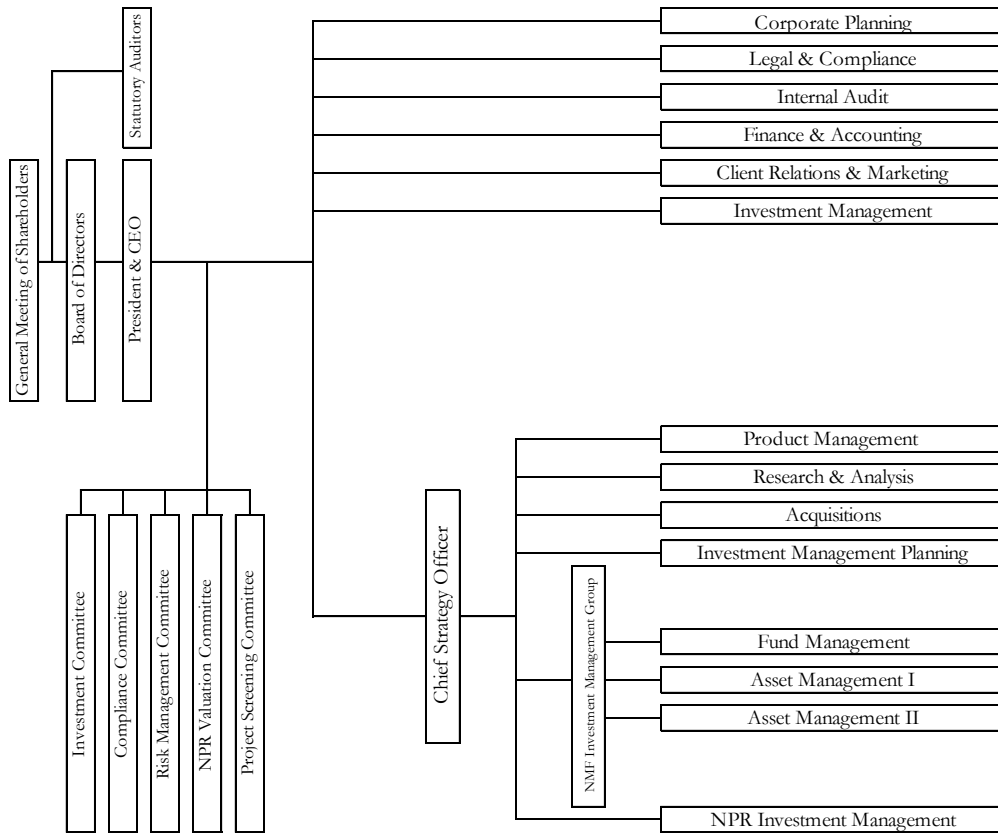 General Meeting of Shareholders
Board of Directors
Statutory Auditors
President & CEO
Corporate Planning
Legal & Compliance
Internal Audit
Finance & Accounting
Client Relations & Marketing
Investment Management
Investment Committee
Compliance Committee
Risk Management Committee
NPR Valuation Committee
Project Screening Committee
Chief Strategy Officer
Product Management
Research & Analysis
Acquisitions
Investment Management Planning
NMF Investment Management Group
Fund Management
Asset Management I
Asset Management II
NPR Investment Management